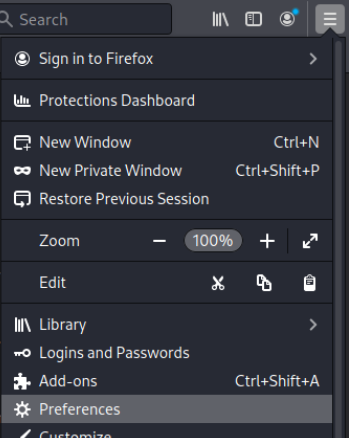 Search
Sign in to Firefox
Protections Dashboard
New Window Ctrl+N
New Private Window Ctrl+Shift+P
Restore Previous Session
Zoom − 100% +
Edit
Library
Logins and Passwords
Add-ons Ctrl+Shift+A
Preferences
Customize